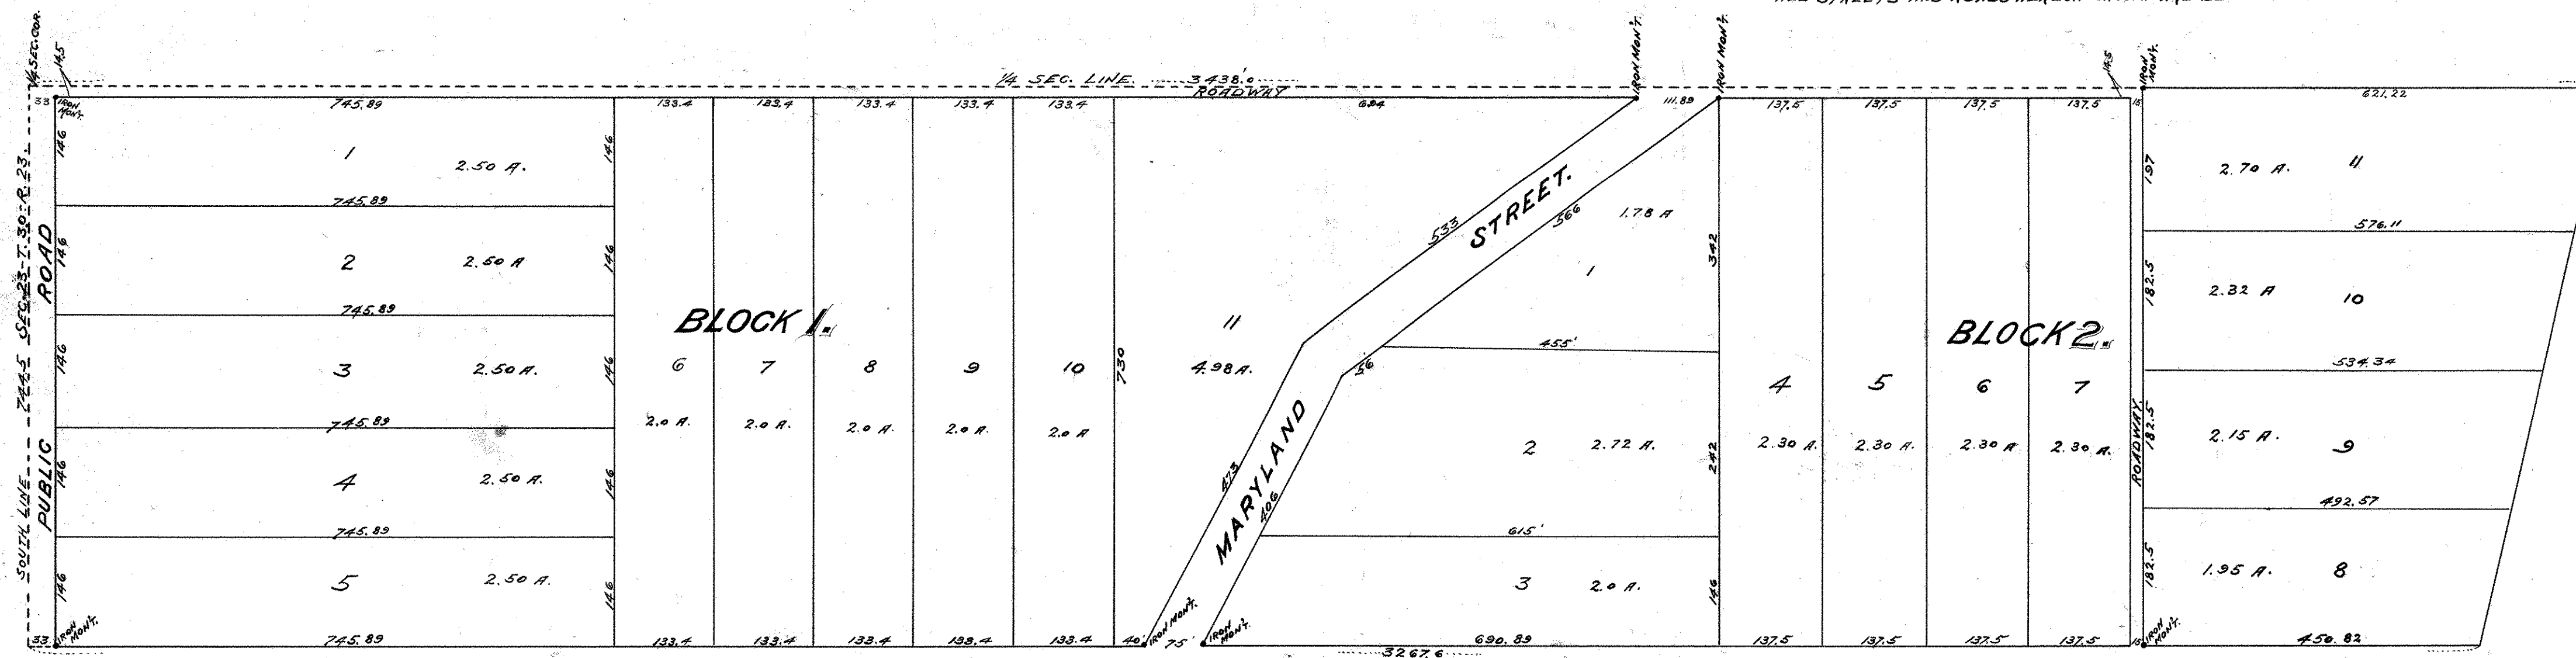 1/4 SEC. COR.
14.5
1/4 SEC. LINE. 3438.0'
ROADWAY
IRON MON'T.
IRON MON'T.
14.5
IRON MON'T.
33
IRON MON'T.
745.89
133.4
133.4
133.4
133.4
694
111.89
137.5
137.5
137.5
137.5
15
621.22
SOUTH LINE 744.5 SEC. 23-T. 30-R. 23.
PUBLIC ROAD
146
1
2.50 A.
146
745.89
146
2
2.50 A
146
745.89
146
3
2.50 A.
146
745.89
146
4
2.50 A.
146
745.89
146
5
2.50 A.
146
33
IRON MON'T.
745.89
BLOCK 1.
6
7
8
9
10
2.0 A.
2.0 A.
2.0 A.
2.0 A.
2.0 A
730
11
4.98 A.
533
473
MARYLAND STREET.
566
56
406
1.78 A
1
342
455'
2
2.72 A.
242
615'
3
2.0 A.
146
BLOCK 2.
4
5
6
7
2.30 A.
2.30 A.
2.30 A
2.30 A.
ROADWAY.
197
2.70 A.
11
576.11
182.5
2.32 A
10
534.34
182.5
2.15 A.
9
492.57
182.5
1.95 A.
8
133.4
133.4
133.4
133.4
133.4
40'
IRON MON'T.
75'
IRON MON'T.
3267.6
690.89
137.5
137.5
137.5
137.5
15
IRON MON'T.
450.82